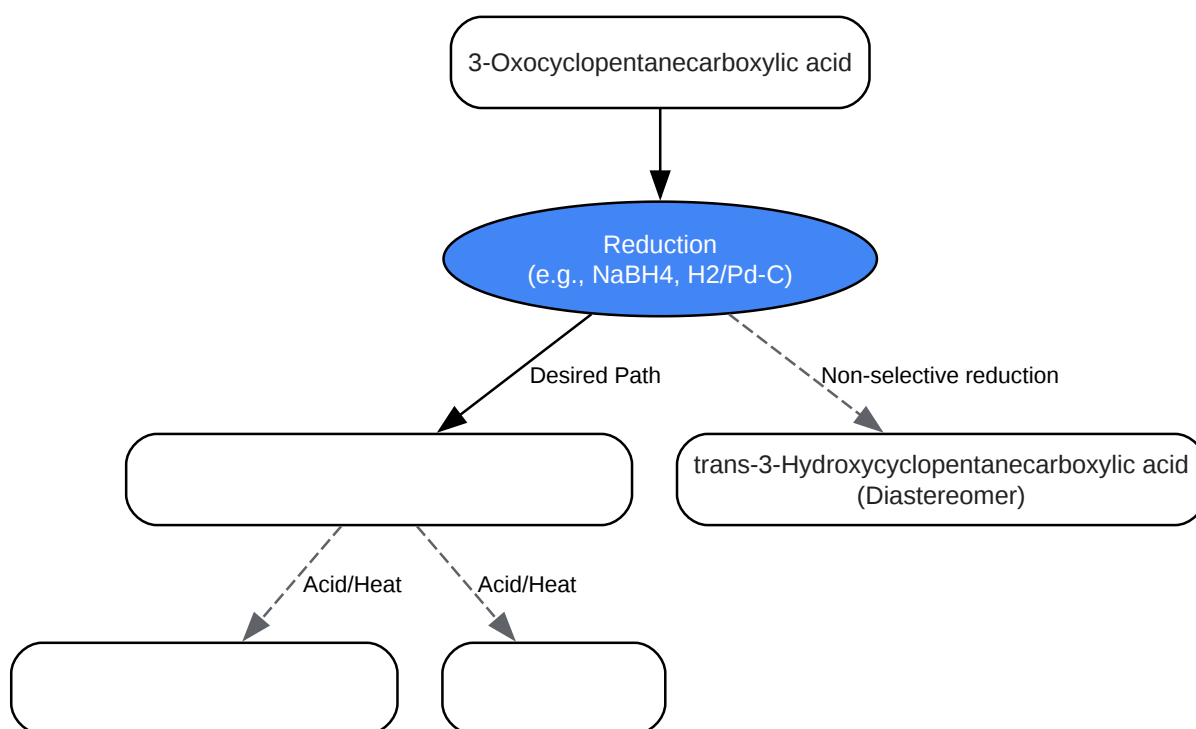 3-Oxocyclopentanecarboxylic acid
Reduction
(e.g., NaBH4, H2/Pd-C)
Desired Path
Non-selective reduction
trans-3-Hydroxycyclopentanecarboxylic acid
(Diastereomer)
Acid/Heat
Acid/Heat